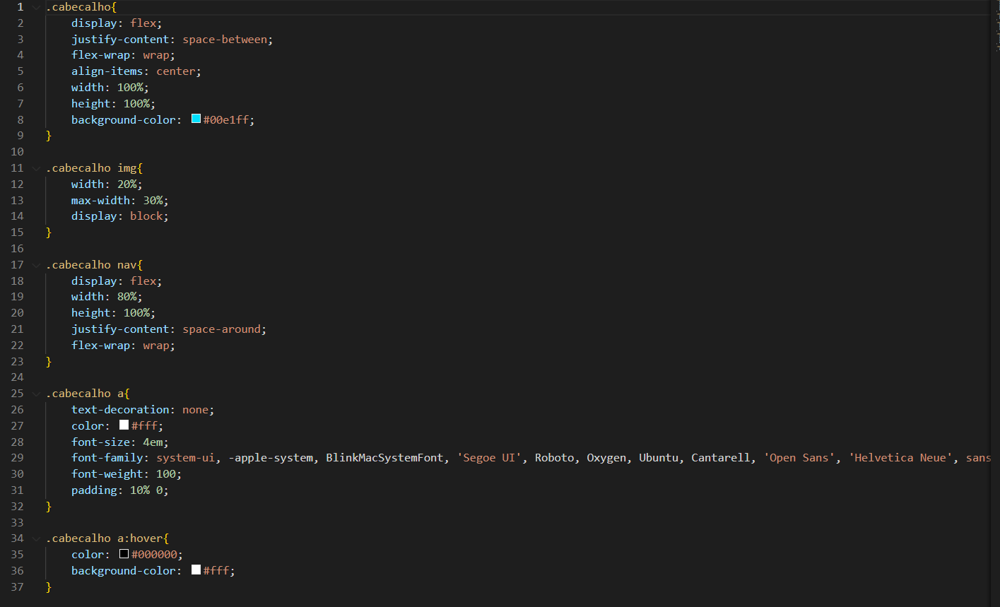 1 .cabecalho{
2 display: flex;
3 justify-content: space-between;
4 flex-wrap: wrap;
5 align-items: center;
6 width: 100%;
7 height: 100%;
8 background-color: #00e1ff;
9 }
10
11 .cabecalho img{
12 width: 20%;
13 max-width: 30%;
14 display: block;
15 }
16
17 .cabecalho nav{
18 display: flex;
19 width: 80%;
20 height: 100%;
21 justify-content: space-around;
22 flex-wrap: wrap;
23 }
24
25 .cabecalho a{
26 text-decoration: none;
27 color: #fff;
28 font-size: 4em;
29 font-family: system-ui, -apple-system, BlinkMacSystemFont, 'Segoe UI', Roboto, Oxygen, Ubuntu, Cantarell, 'Open Sans', 'Helvetica Neue', sans
30 font-weight: 100;
31 padding: 10% 0;
32 }
33
34 .cabecalho a:hover{
35 color: #000000;
36 background-color: #fff;
37 }